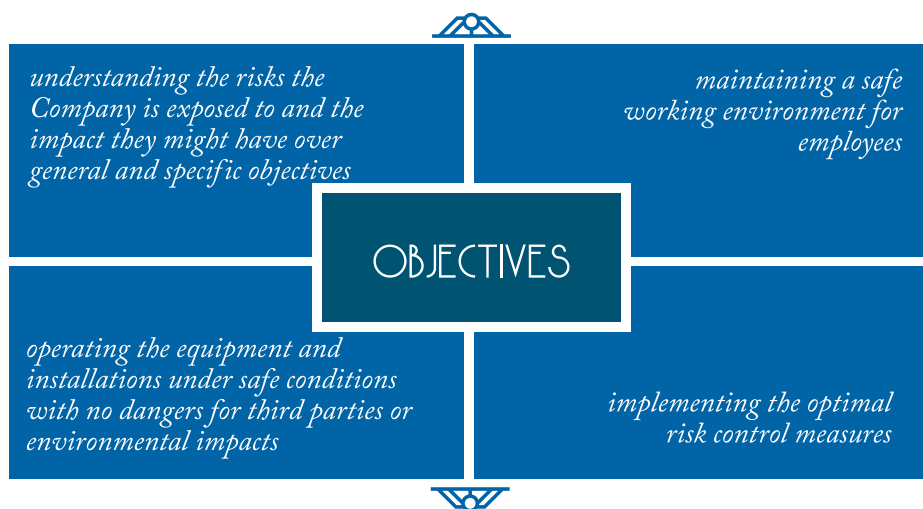 understanding the risks the
Company is exposed to and the
impact they might have over
general and specific objectives
maintaining a safe
working environment for
employees
OBJECTIVES
operating the equipment and
installations under safe conditions
with no dangers for third parties or
environmental impacts
implementing the optimal
risk control measures